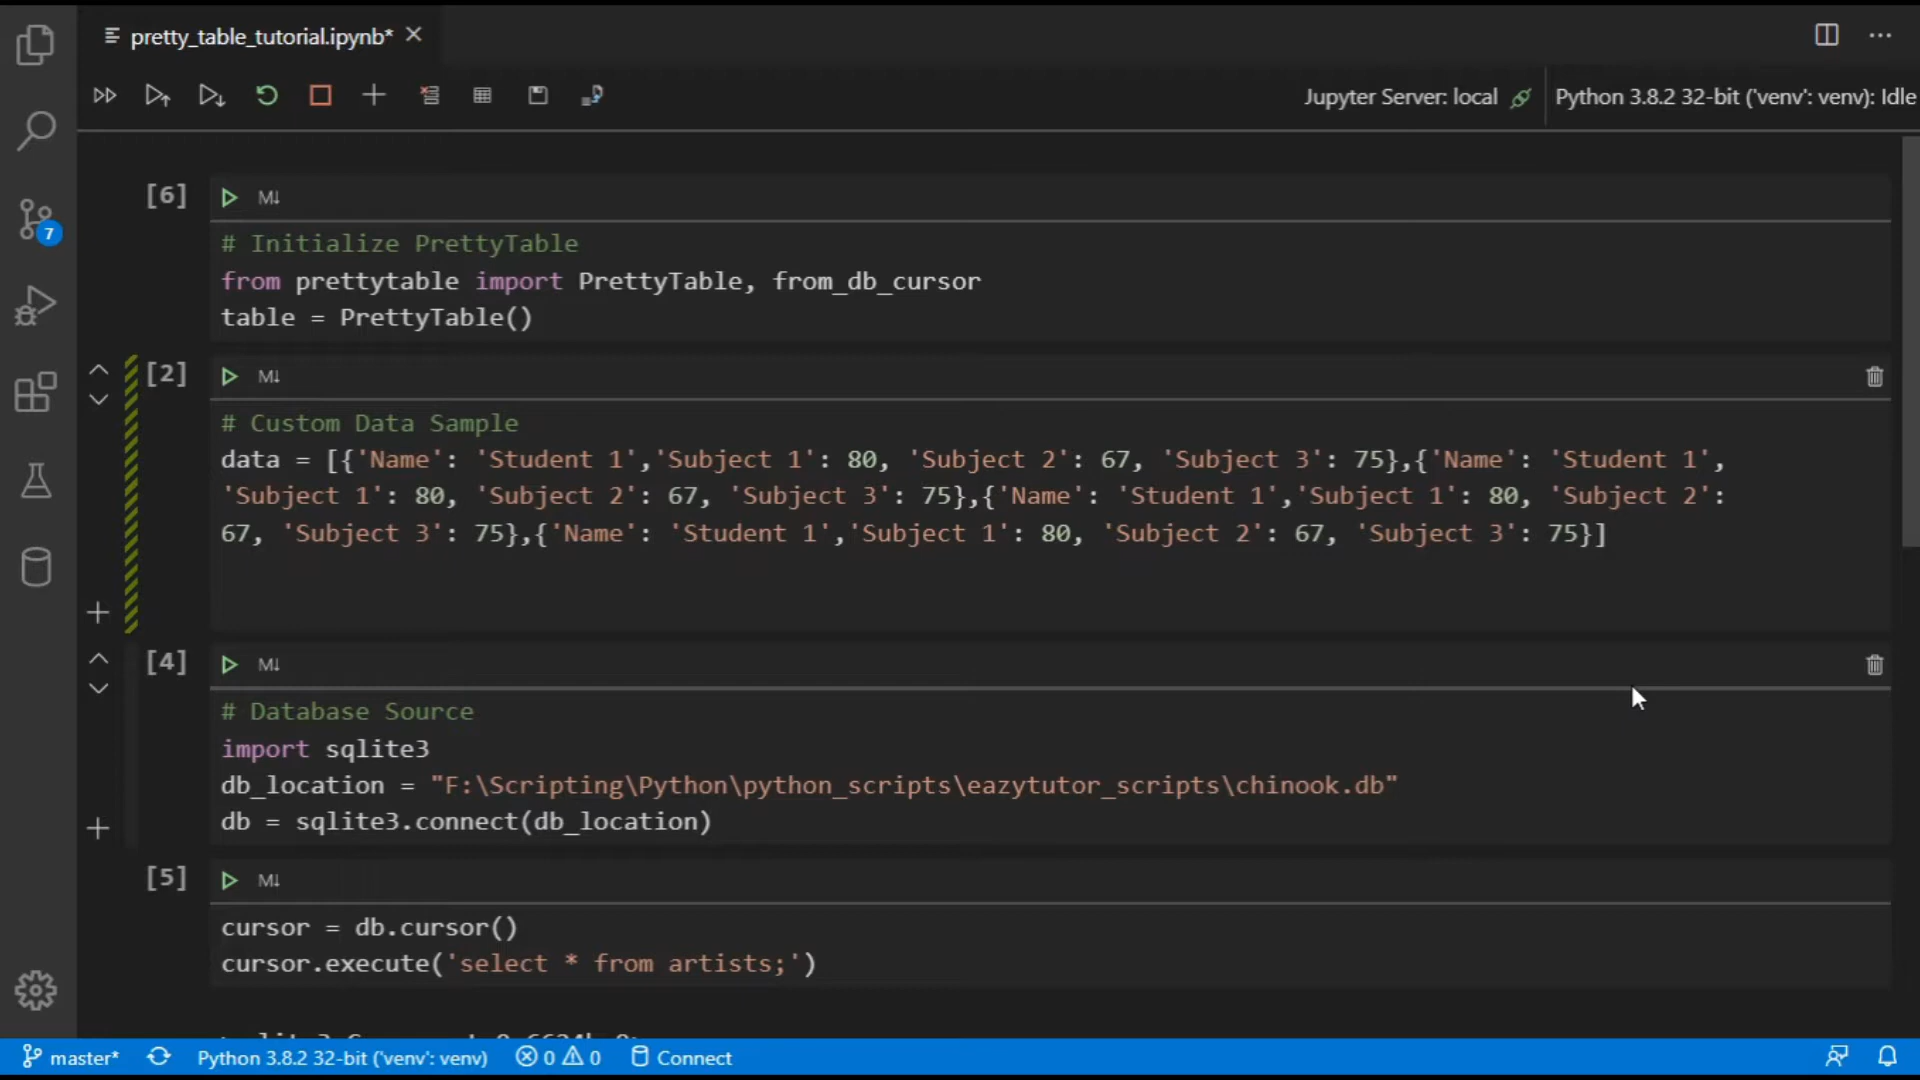 pretty_table_tutorial.ipynb*
Jupyter Server: local
Python 3.8.2 32-bit ('venv': venv): Idle
[6]
M↓
# Initialize PrettyTable
from prettytable import PrettyTable, from_db_cursor
table = PrettyTable()
[2]
M↓
# Custom Data Sample
data = [{'Name': 'Student 1','Subject 1': 80, 'Subject 2': 67, 'Subject 3': 75},{'Name': 'Student 1',
'Subject 1': 80, 'Subject 2': 67, 'Subject 3': 75},{'Name': 'Student 1','Subject 1': 80, 'Subject 2':
67, 'Subject 3': 75},{'Name': 'Student 1','Subject 1': 80, 'Subject 2': 67, 'Subject 3': 75}]
[4]
M↓
# Database Source
import sqlite3
db_location = "F:\Scripting\Python\python_scripts\eazytutor_scripts\chinook.db"
db = sqlite3.connect(db_location)
[5]
M↓
cursor = db.cursor()
cursor.execute('select * from artists;')
7
master*
Python 3.8.2 32-bit ('venv': venv)
0
0
Connect